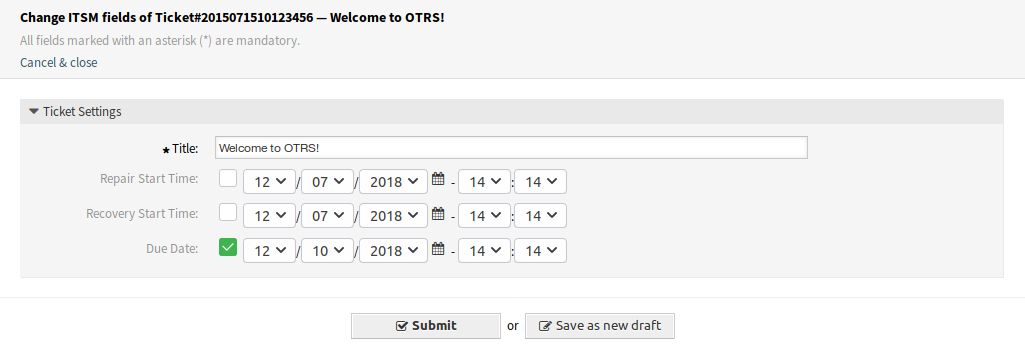 Change ITSM fields of Ticket#2015071510123456 — Welcome to OTRS!
All fields marked with an asterisk (*) are mandatory.
Cancel & close
Ticket Settings
★ Title: Welcome to OTRS!
Repair Start Time: 12 / 07 / 2018 - 14 : 14
Recovery Start Time: 12 / 07 / 2018 - 14 : 14
Due Date: 12 / 10 / 2018 - 14 : 14
Submit or Save as new draft